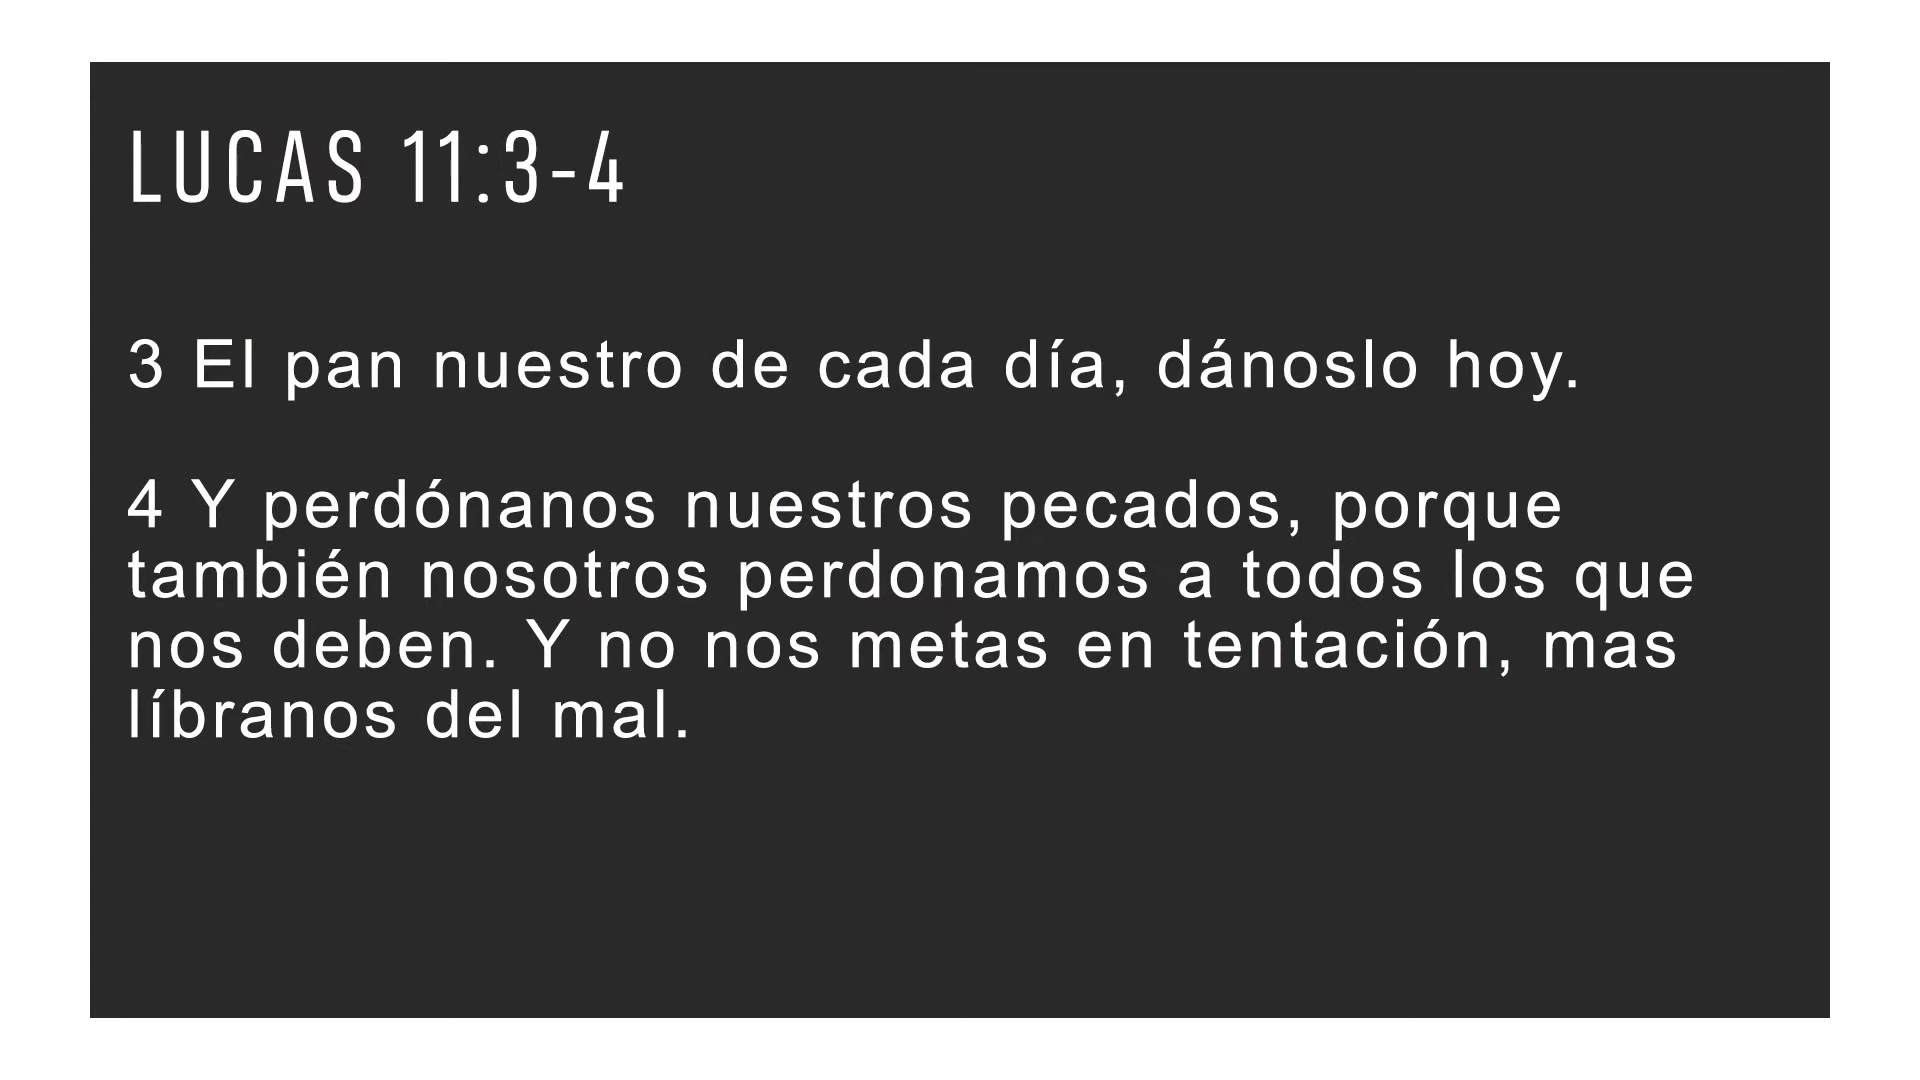 LUCAS 11:3-4
3 El pan nuestro de cada día, dánoslo hoy.
4 Y perdónanos nuestros pecados, porque
también nosotros perdonamos a todos los que
nos deben. Y no nos metas en tentación, mas
líbranos del mal.